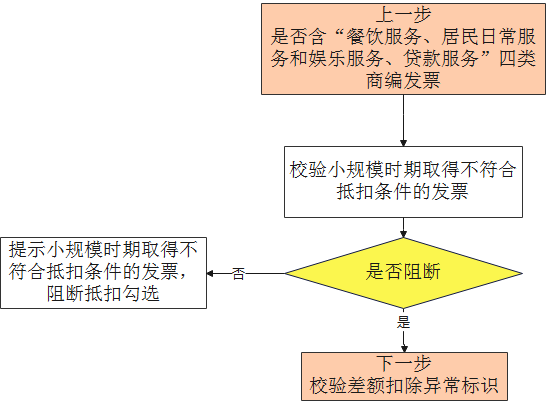 上一步
是否含“餐饮服务、居民日常服
务和娱乐服务、贷款服务”四类
商编发票
校验小规模时期取得不符合
抵扣条件的发票
提示小规模时期取得不
符合抵扣条件的发票，
阻断抵扣勾选
否
是否阻断
是
下一步
校验差额扣除异常标识